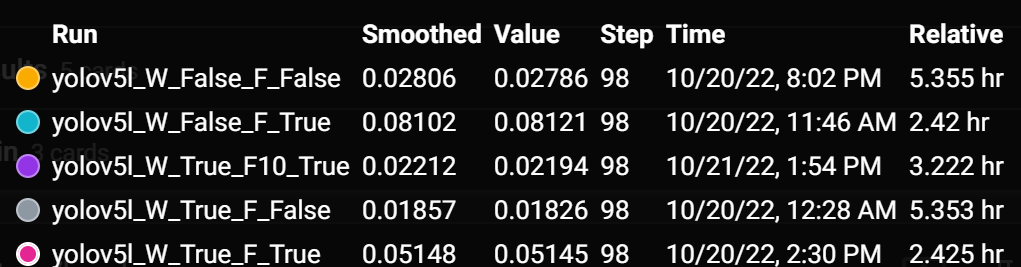 Run Smoothed Value Step Time Relative
yolov5l_W_False_F_False 0.02806 0.02786 98 10/20/22, 8:02 PM 5.355 hr
yolov5l_W_False_F_True 0.08102 0.08121 98 10/20/22, 11:46 AM 2.42 hr
3 cards
yolov5l_W_True_F10_True 0.02212 0.02194 98 10/21/22, 1:54 PM 3.222 hr
yolov5l_W_True_F_False 0.01857 0.01826 98 10/20/22, 12:28 AM 5.353 hr
yolov5l_W_True_F_True 0.05148 0.05145 98 10/20/22, 2:30 PM 2.425 hr